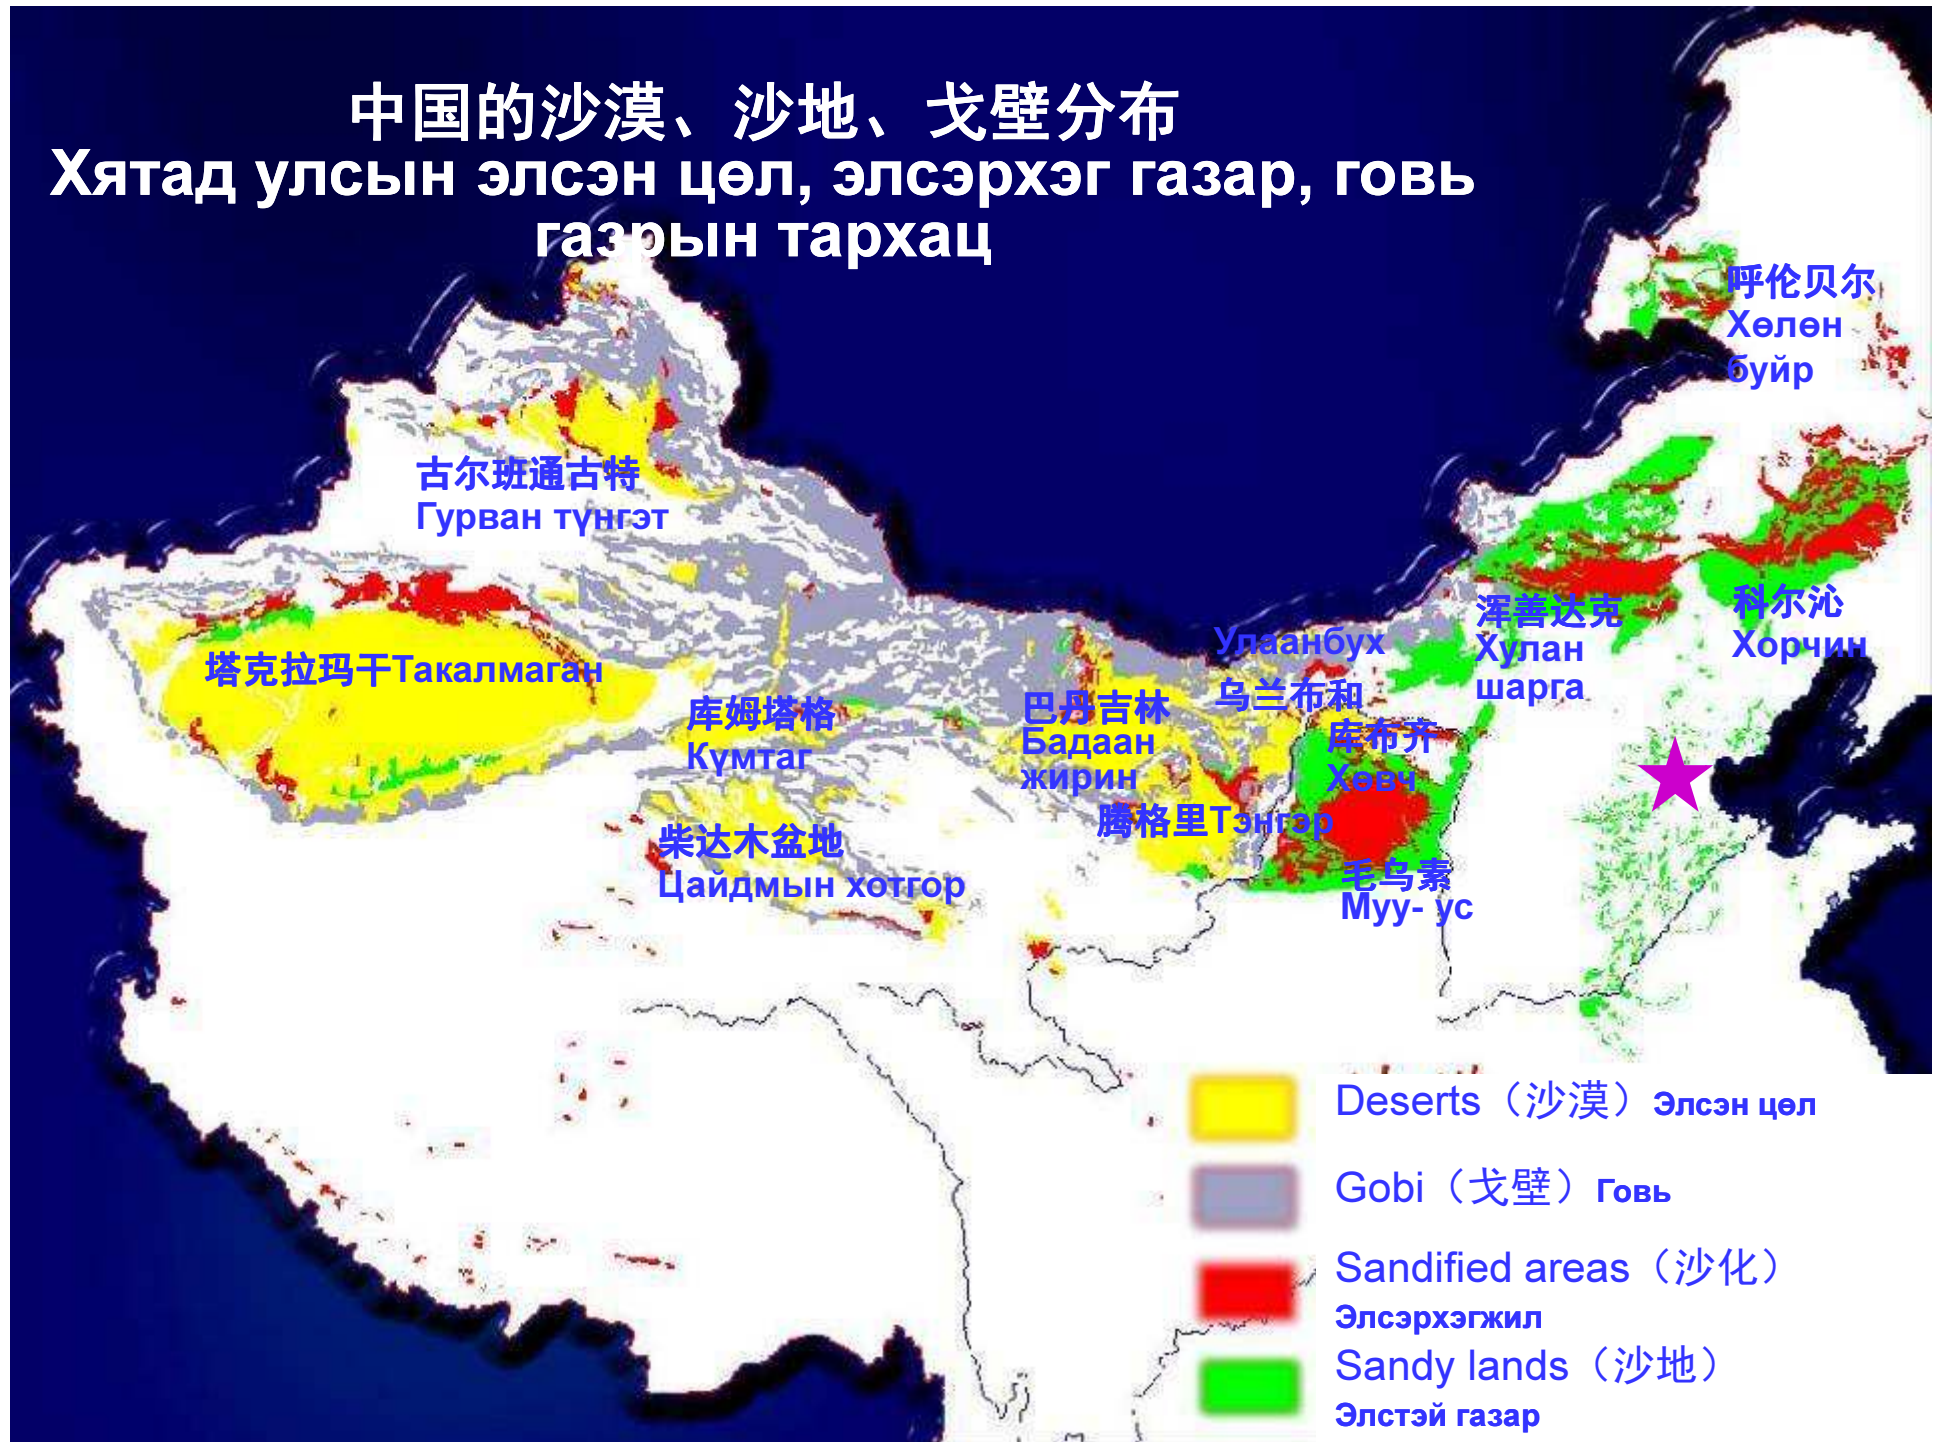 中国的沙漠、沙地、戈壁分布
Хятад улсын элсэн цөл, элсэрхэг газар, говь
газрын тархац
呼伦贝尔
Хөлөн
буйр
古尔班通古特
Гурван түнгэт
塔克拉玛干Такалмаган
库姆塔格
Күмтаг
柴达木盆地
Цайдмын хотгор
巴丹吉林
Бадаан
жирин
腾格里Тэнгэр
Улаанбух
乌兰布和
库布齐
Хөвч
毛乌素
Муу- ус
浑善达克
Хулан
шарга
科尔沁
Хорчин
Deserts（沙漠）Элсэн цөл
Gobi（戈壁）Говь
Sandified areas（沙化）
Элсэрхэгжил
Sandy lands（沙地）
Элстэй газар